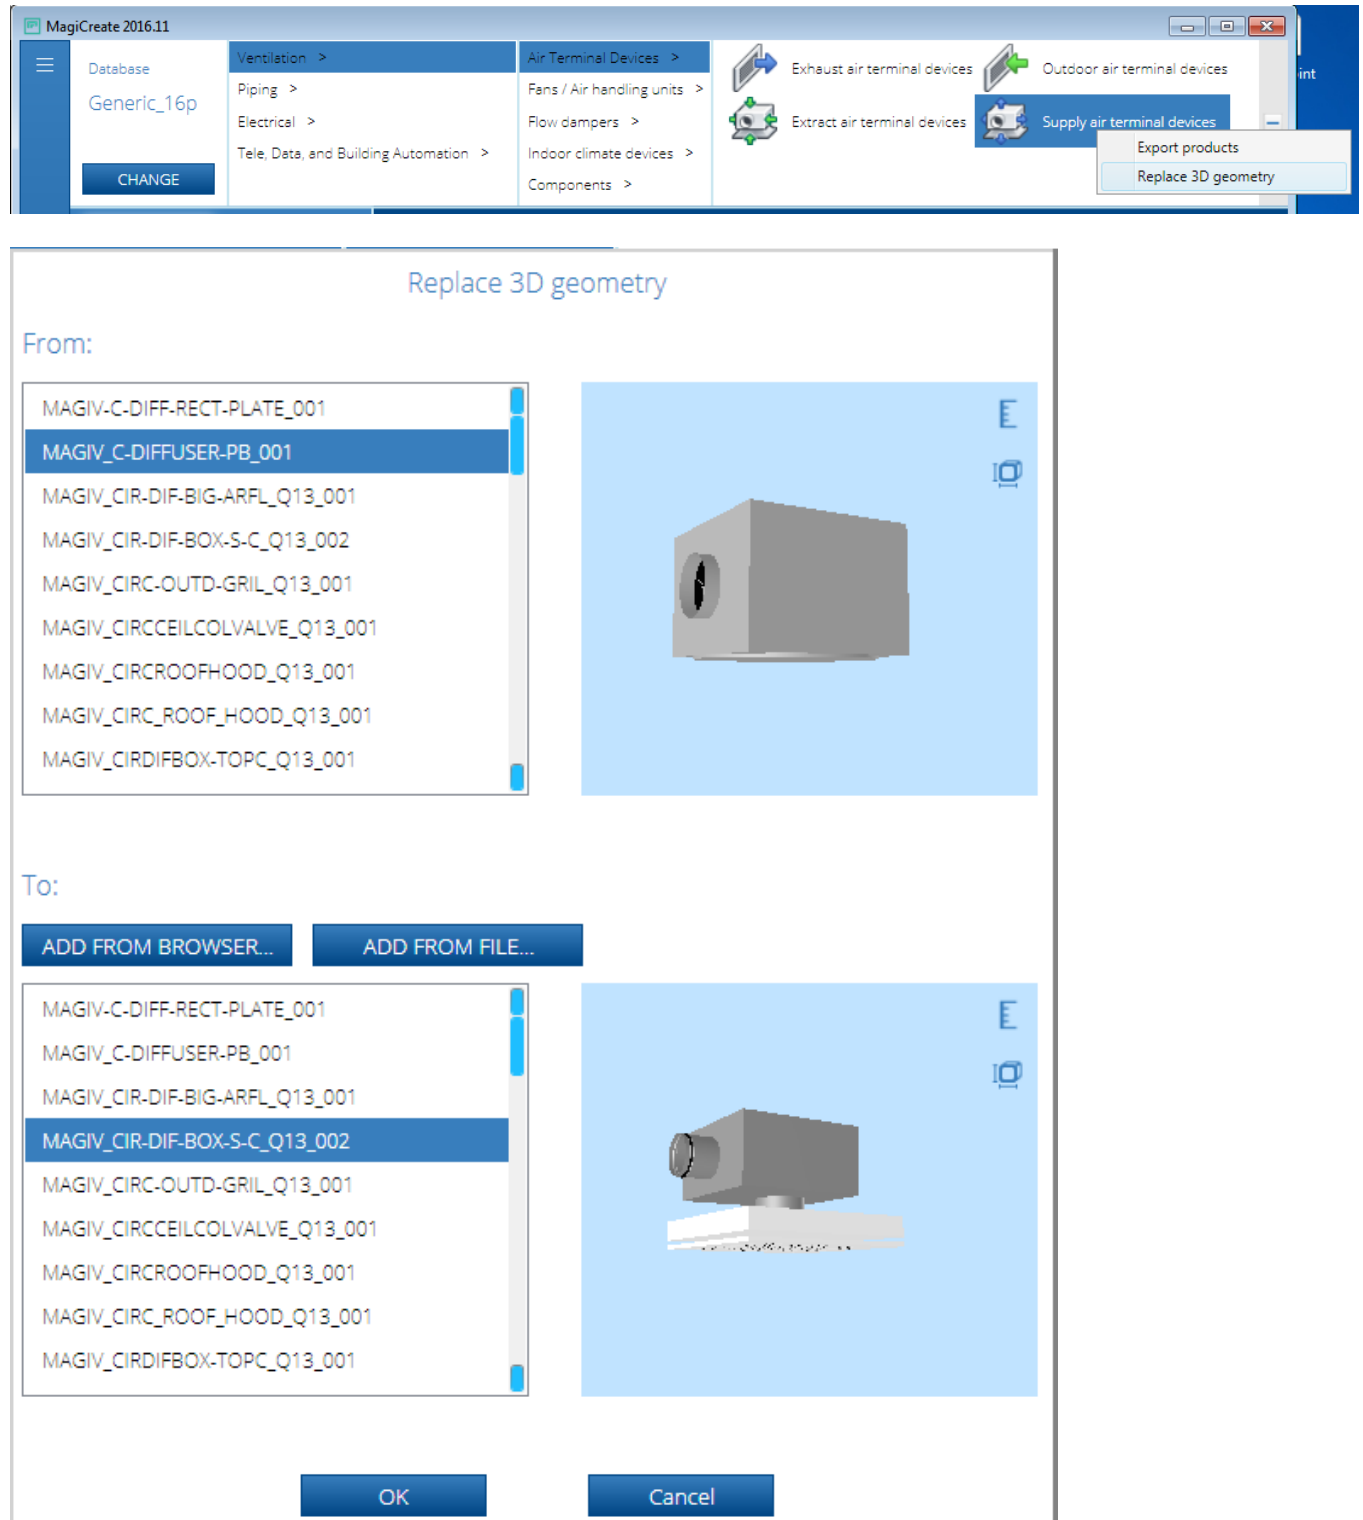 MagiCreate 2016.11
Database
Generic_16p
CHANGE
Ventilation >
Piping >
Electrical >
Tele, Data, and Building Automation >
Air Terminal Devices >
Fans / Air handling units >
Flow dampers >
Indoor climate devices >
Components >
Exhaust air terminal devices
Outdoor air terminal devices
Extract air terminal devices
Supply air terminal devices
Export products
Replace 3D geometry
int
Replace 3D geometry
From:
MAGIV-C-DIFF-RECT-PLATE_001
MAGIV_C-DIFFUSER-PB_001
MAGIV_CIR-DIF-BIG-ARFL_Q13_001
MAGIV_CIR-DIF-BOX-S-C_Q13_002
MAGIV_CIRC-OUTD-GRIL_Q13_001
MAGIV_CIRCCEILCOLVALVE_Q13_001
MAGIV_CIRCROOFHOOD_Q13_001
MAGIV_CIRC_ROOF_HOOD_Q13_001
MAGIV_CIRDIFBOX-TOPC_Q13_001
To:
ADD FROM BROWSER...
ADD FROM FILE...
MAGIV-C-DIFF-RECT-PLATE_001
MAGIV_C-DIFFUSER-PB_001
MAGIV_CIR-DIF-BIG-ARFL_Q13_001
MAGIV_CIR-DIF-BOX-S-C_Q13_002
MAGIV_CIRC-OUTD-GRIL_Q13_001
MAGIV_CIRCCEILCOLVALVE_Q13_001
MAGIV_CIRCROOFHOOD_Q13_001
MAGIV_CIRC_ROOF_HOOD_Q13_001
MAGIV_CIRDIFBOX-TOPC_Q13_001
OK
Cancel